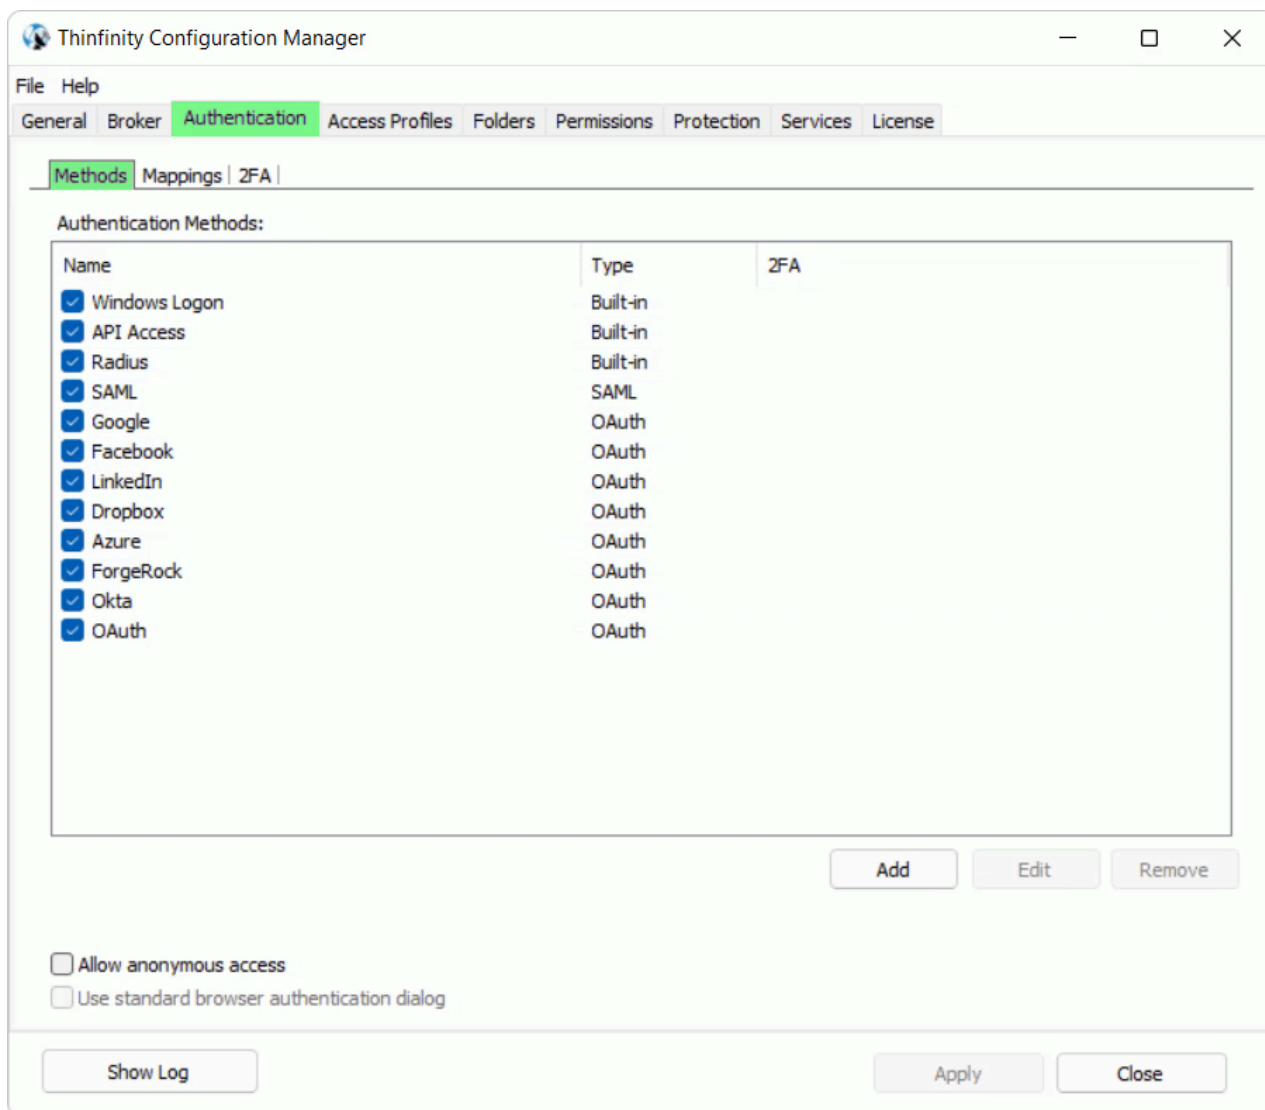 Thinfinity Configuration Manager
File Help
General Broker Authentication Access Profiles Folders Permissions Protection Services License
Methods Mappings 2FA
Authentication Methods:
Name Type 2FA
Windows Logon Built-in
API Access Built-in
Radius Built-in
SAML SAML
Google OAuth
Facebook OAuth
LinkedIn OAuth
Dropbox OAuth
Azure OAuth
ForgeRock OAuth
Okta OAuth
OAuth OAuth
Add Edit Remove
Allow anonymous access
Use standard browser authentication dialog
Show Log Apply Close